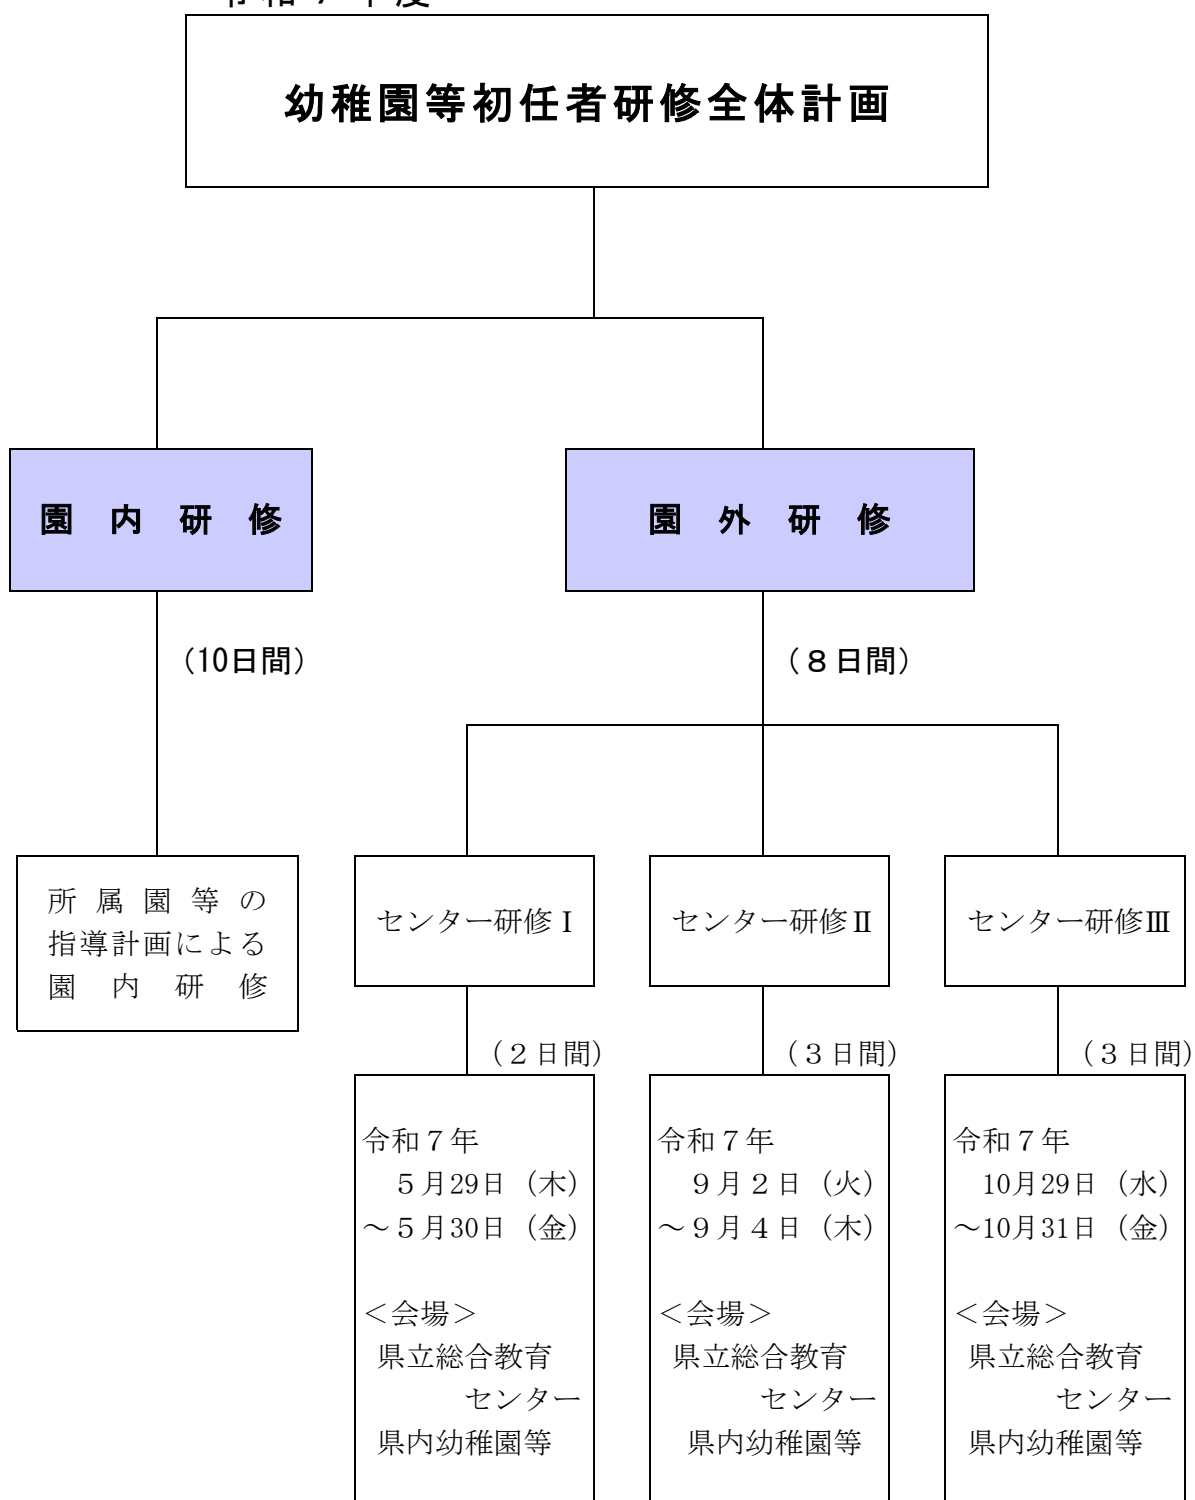 令和７年度
幼稚園等初任者研修全体計画
園内研修
園外研修
（10日間）
（８日間）
所属園等の
指導計画による
園内研修
センター研修Ⅰ
センター研修Ⅱ
センター研修Ⅲ
（２日間）
（３日間）
（３日間）
令和７年
５月29日（木）
～５月30日（金）
＜会場＞
県立総合教育
センター
県内幼稚園等
令和７年
９月２日（火）
～９月４日（木）
＜会場＞
県立総合教育
センター
県内幼稚園等
令和７年
10月29日（水）
～10月31日（金）
＜会場＞
県立総合教育
センター
県内幼稚園等